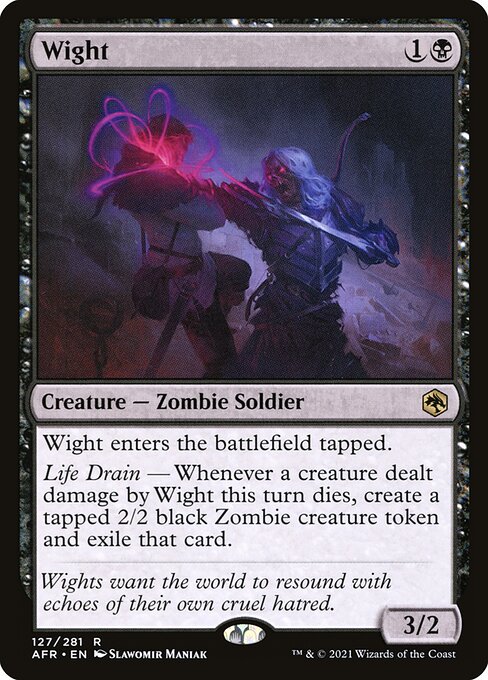 Wight 1
Creature — Zombie Soldier
Wight enters the battlefield tapped.
Life Drain — Whenever a creature dealt
damage by Wight this turn dies, create a
tapped 2/2 black Zombie creature token
and exile that card.
Wights want the world to resound with
echoes of their own cruel hatred.
3/2
127/281 R
AFR • EN Slawomir Maniak
™ & © 2021 Wizards of the Coast